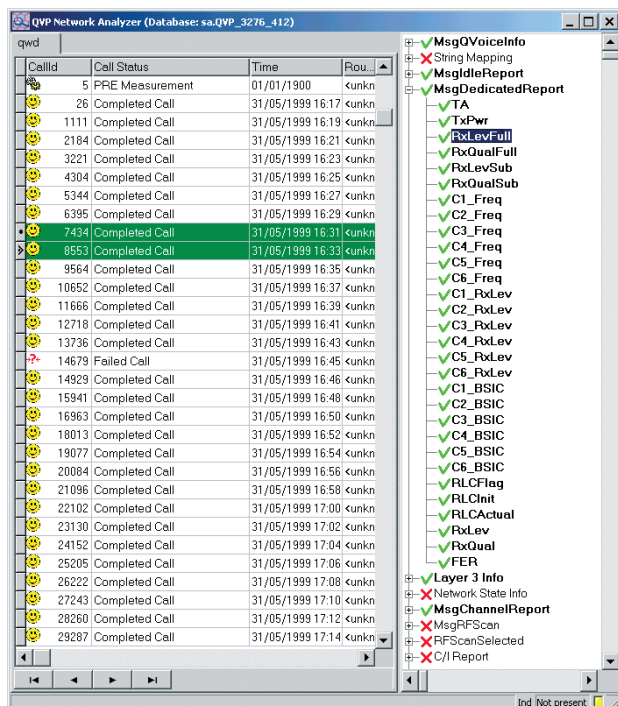 QVP Network Analyzer (Database: sa.QVP_3276_412)
qwd
CallId Call Status Time Rou...
5 PRE Measurement 01/01/1900 <unkn
26 Completed Call 31/05/1999 16:17 <unkn
1111 Completed Call 31/05/1999 16:19 <unkn
2184 Completed Call 31/05/1999 16:21 <unkn
3221 Completed Call 31/05/1999 16:23 <unkn
4304 Completed Call 31/05/1999 16:25 <unkn
5344 Completed Call 31/05/1999 16:27 <unkn
6395 Completed Call 31/05/1999 16:29 <unkn
7434 Completed Call 31/05/1999 16:31 <unkn
8553 Completed Call 31/05/1999 16:33 <unkn
9564 Completed Call 31/05/1999 16:35 <unkn
10652 Completed Call 31/05/1999 16:37 <unkn
11666 Completed Call 31/05/1999 16:39 <unkn
12718 Completed Call 31/05/1999 16:41 <unkn
13736 Completed Call 31/05/1999 16:43 <unkn
14679 Failed Call 31/05/1999 16:45 <unkn
14929 Completed Call 31/05/1999 16:46 <unkn
15941 Completed Call 31/05/1999 16:48 <unkn
16963 Completed Call 31/05/1999 16:50 <unkn
18013 Completed Call 31/05/1999 16:52 <unkn
19077 Completed Call 31/05/1999 16:54 <unkn
20084 Completed Call 31/05/1999 16:56 <unkn
21096 Completed Call 31/05/1999 16:58 <unkn
22102 Completed Call 31/05/1999 17:00 <unkn
23130 Completed Call 31/05/1999 17:02 <unkn
24152 Completed Call 31/05/1999 17:04 <unkn
25205 Completed Call 31/05/1999 17:06 <unkn
26222 Completed Call 31/05/1999 17:08 <unkn
27243 Completed Call 31/05/1999 17:10 <unkn
28260 Completed Call 31/05/1999 17:12 <unkn
29287 Completed Call 31/05/1999 17:14 <unkn
MsgQVoiceInfo
String Mapping
MsgIdleReport
MsgDedicatedReport
TA
TxPwr
RxLevFull
RxQualFull
RxLevSub
RxQualSub
C1_Freq
C2_Freq
C3_Freq
C4_Freq
C5_Freq
C6_Freq
C1_RxLev
C2_RxLev
C3_RxLev
C4_RxLev
C5_RxLev
C6_RxLev
C1_BSIC
C2_BSIC
C3_BSIC
C4_BSIC
C5_BSIC
C6_BSIC
RLCFlag
RLCInit
RLCActual
RxLev
RxQual
FER
Layer 3 Info
Network State Info
MsgChannelReport
MsgRFScan
RFScanSelected
C/I Report
Ind Not present